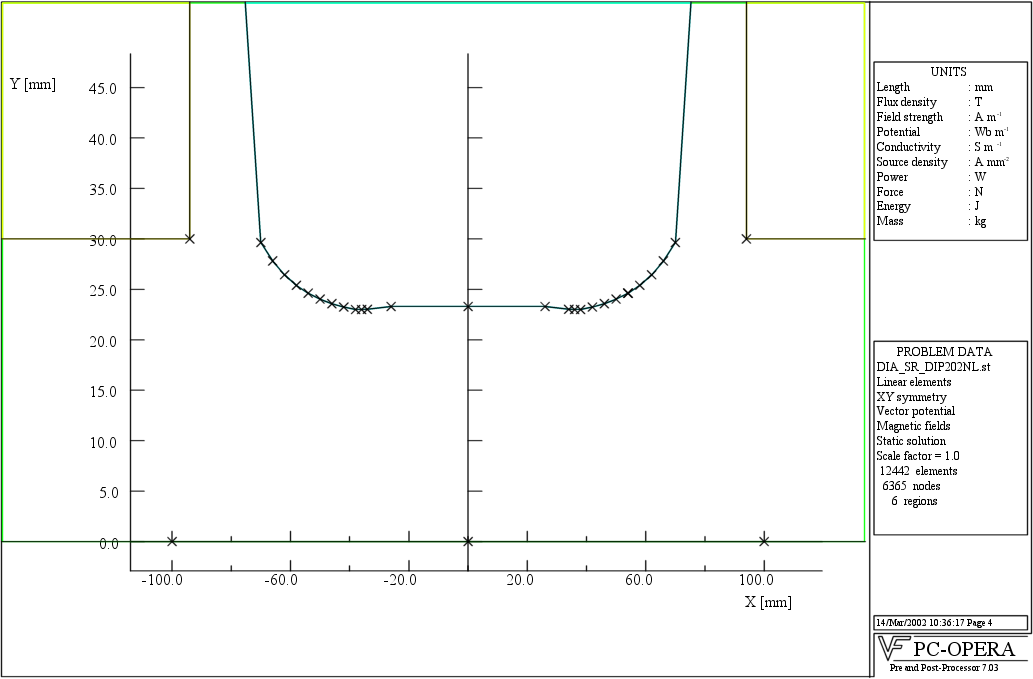 Y [mm]
45.0
40.0
35.0
30.0
25.0
20.0
15.0
10.0
5.0
0.0
-100.0 -60.0 -20.0 20.0 60.0 100.0
X [mm]
UNITS
Length : mm
Flux density : T
Field strength : A m⁻¹
Potential : Wb m⁻¹
Conductivity : S m⁻¹
Source density : A mm⁻²
Power : W
Force : N
Energy : J
Mass : kg
PROBLEM DATA
DIA_SR_DIP202NL.st
Linear elements
XY symmetry
Vector potential
Magnetic fields
Static solution
Scale factor = 1.0
12442 elements
6365 nodes
6 regions
14/Mar/2002 10:36:17 Page 4
VF PC-OPERA
Pre and Post-Processor 7.03